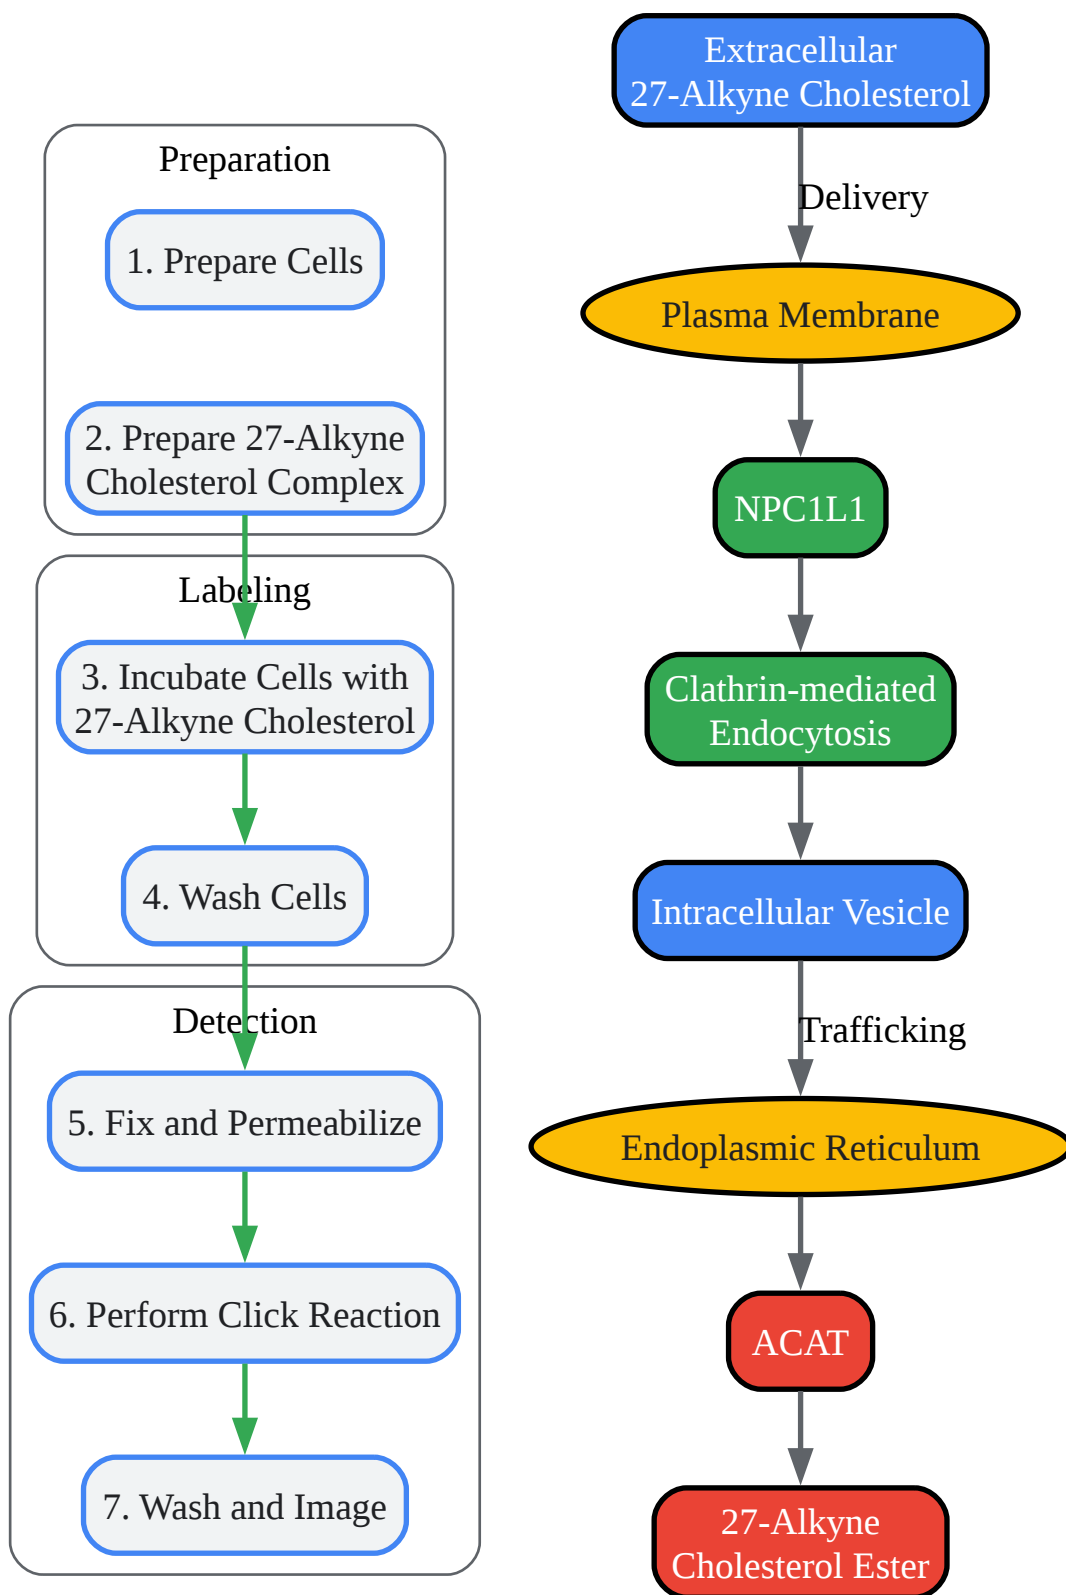 Preparation
1. Prepare Cells
2. Prepare 27-Alkyne
Cholesterol Complex
Labeling
3. Incubate Cells with
27-Alkyne Cholesterol
4. Wash Cells
Detection
5. Fix and Permeabilize
6. Perform Click Reaction
7. Wash and Image
Extracellular
27-Alkyne Cholesterol
Delivery
Plasma Membrane
NPC1L1
Clathrin-mediated
Endocytosis
Intracellular Vesicle
Trafficking
Endoplasmic Reticulum
ACAT
27-Alkyne
Cholesterol Ester